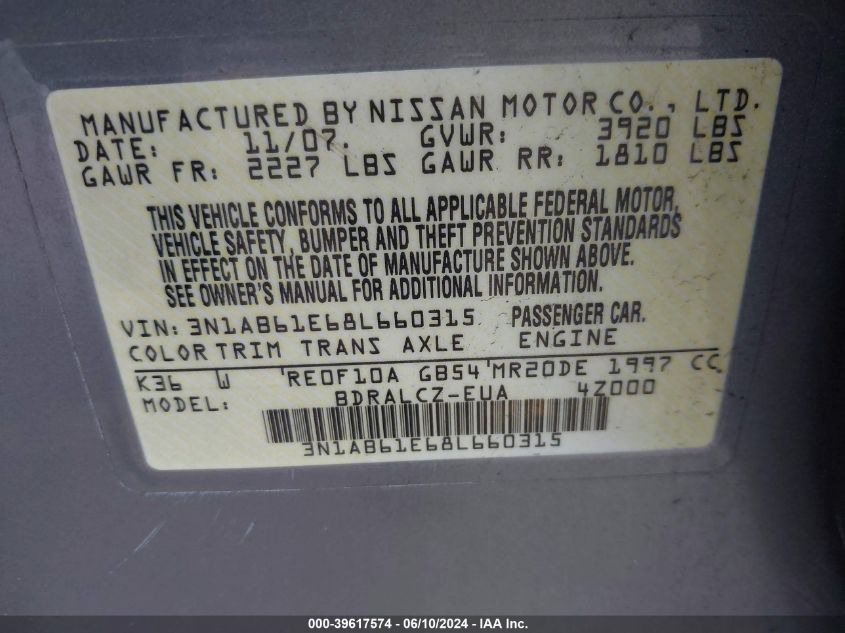 MANUFACTURED BY NISSAN MOTOR CO., LTD.
DATE: 11/07. GVWR: 3920 LBS
GAWR FR: 2227 LBS GAWR RR: 1810 LBS
THIS VEHICLE CONFORMS TO ALL APPLICABLE FEDERAL MOTOR,
VEHICLE SAFETY, BUMPER AND THEFT PREVENTION STANDARDS
IN EFFECT ON THE DATE OF MANUFACTURE SHOWN ABOVE.
SEE OWNER'S MANUAL FOR ADDITIONAL INFORMATION.
VIN: 3N1AB61E68L660315 PASSENGER CAR.
COLOR TRIM TRANS AXLE ENGINE
K36 W RE0F10A GB54 MR20DE 1997 CC
MODEL: BDRALCZ-EUA 4Z000
3N1AB61E68L660315
000-39617574 - 06/10/2024 - IAA Inc.